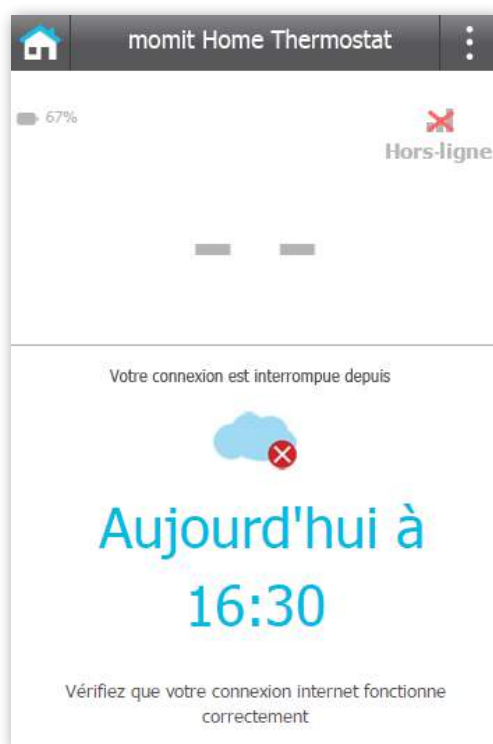 momit Home Thermostat
67%
Hors-ligne
– –
Votre connexion est interrompue depuis
Aujourd'hui à
16:30
Vérifiez que votre connexion internet fonctionne
correctement